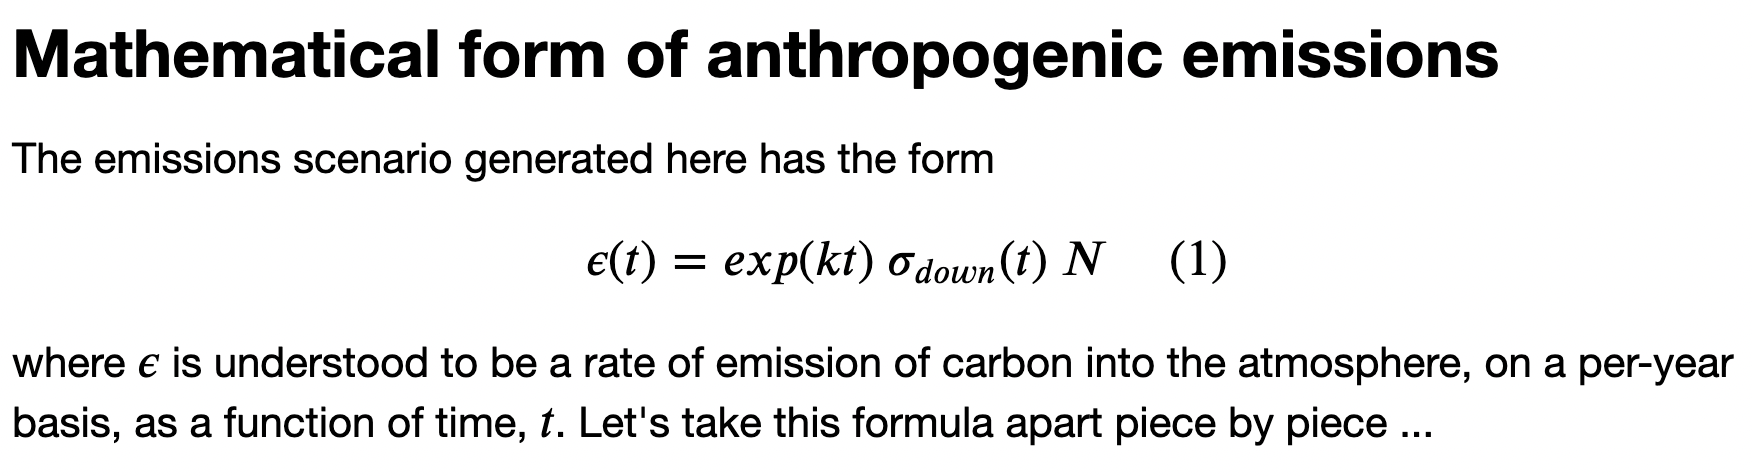 Mathematical form of anthropogenic emissions
The emissions scenario generated here has the form
ϵ(t) = exp(kt) σ_down(t) N (1)
where ϵ is understood to be a rate of emission of carbon into the atmosphere, on a per-year
basis, as a function of time, t. Let's take this formula apart piece by piece ...